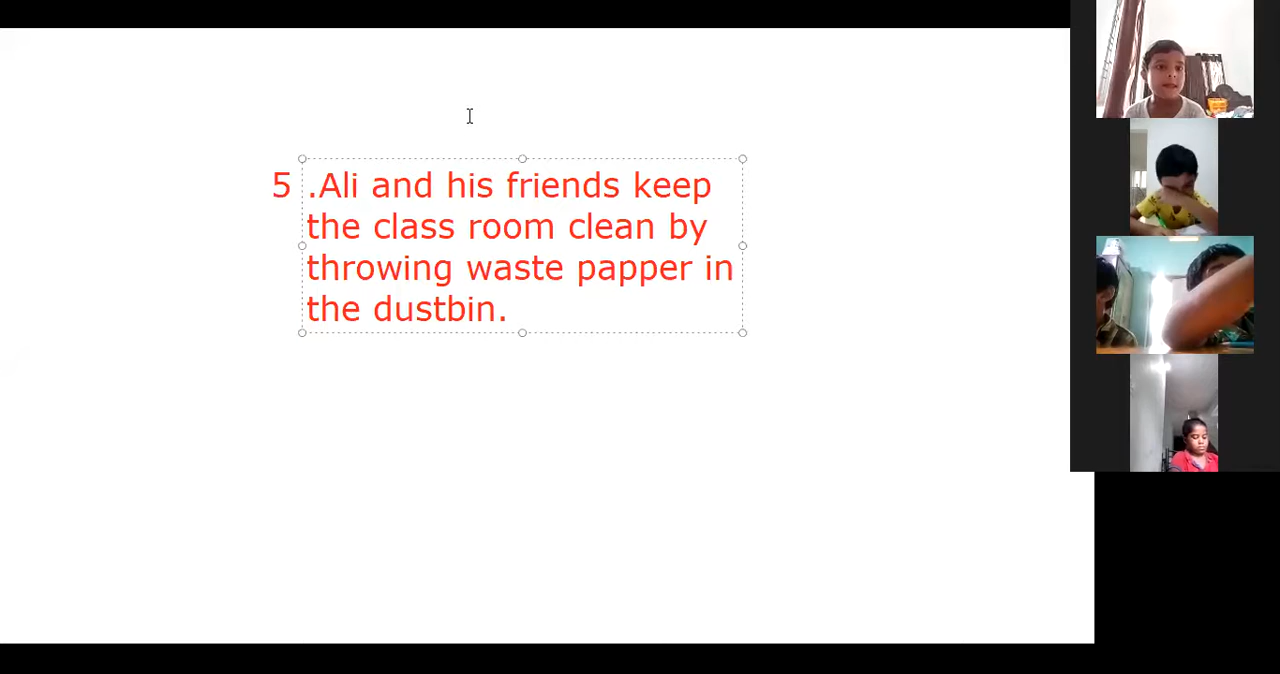 5 .Ali and his friends keep
the class room clean by
throwing waste papper in
the dustbin.